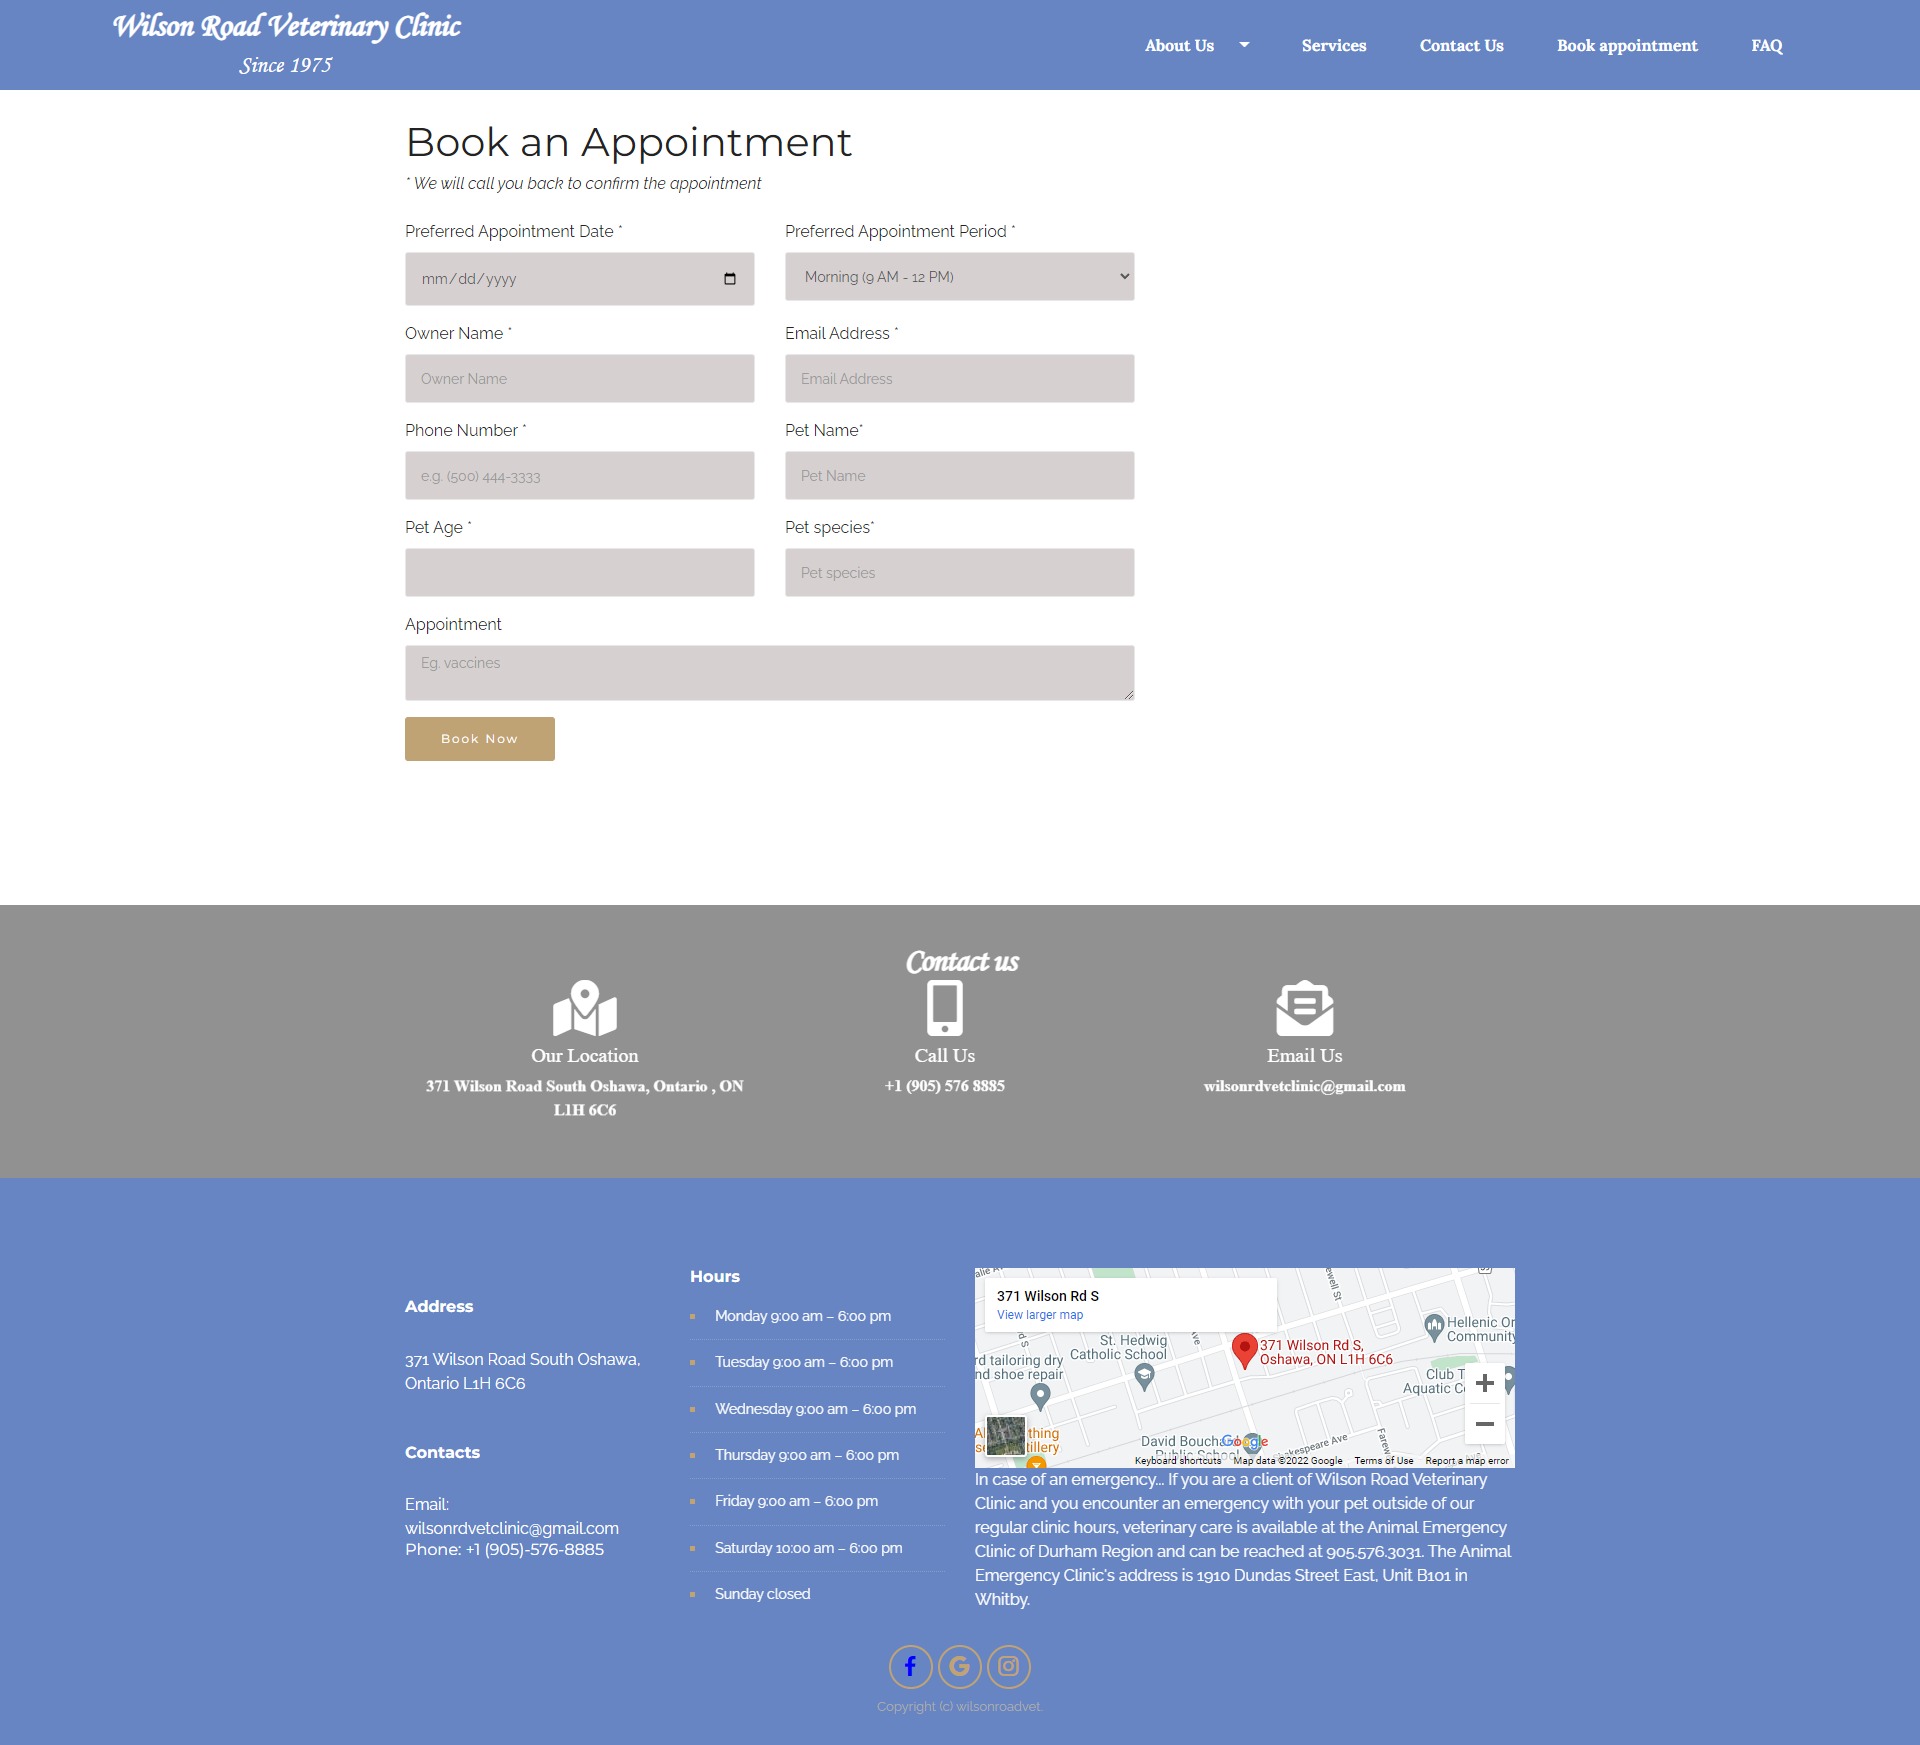 Wilson Road Veterinary Clinic
Since 1975
About Us
Services
Contact Us
Book appointment
FAQ
Book an Appointment
* We will call you back to confirm the appointment
Preferred Appointment Date *
Preferred Appointment Period *
mm/dd/yyyy
Morning (9 AM - 12 PM)
Owner Name *
Email Address *
Owner Name
Email Address
Phone Number *
Pet Name*
e.g. (500) 444-3333
Pet Name
Pet Age *
Pet species*
Pet species
Appointment
Eg. vaccines
Book Now
Contact us
Our Location
371 Wilson Road South Oshawa, Ontario , ON
L1H 6C6
Call Us
+1 (905) 576 8885
Email Us
wilsonrdvetclinic@gmail.com
Address
371 Wilson Road South Oshawa,
Ontario L1H 6C6
Contacts
Email:
wilsonrdvetclinic@gmail.com
Phone: +1 (905)-576-8885
Hours
Monday 9:00 am – 6:00 pm
Tuesday 9:00 am – 6:00 pm
Wednesday 9:00 am – 6:00 pm
Thursday 9:00 am – 6:00 pm
Friday 9:00 am – 6:00 pm
Saturday 10:00 am – 6:00 pm
Sunday closed
371 Wilson Rd S
View larger map
St. Hedwig
Catholic School
371 Wilson Rd S,
Oshawa, ON L1H 6C6
Hellenic Or
Community
rd tailoring dry
nd shoe repair
Club T
Aquatic C
thing
tillery
David Boucha
Public School
Google
kespeare Ave
Farew
ewell St
Keyboard shortcuts
Map data ©2022 Google
Terms of Use
Report a map error
In case of an emergency... If you are a client of Wilson Road Veterinary
Clinic and you encounter an emergency with your pet outside of our
regular clinic hours, veterinary care is available at the Animal Emergency
Clinic of Durham Region and can be reached at 905.576.3031. The Animal
Emergency Clinic's address is 1910 Dundas Street East, Unit B101 in
Whitby.
Copyright (c) wilsonroadvet.